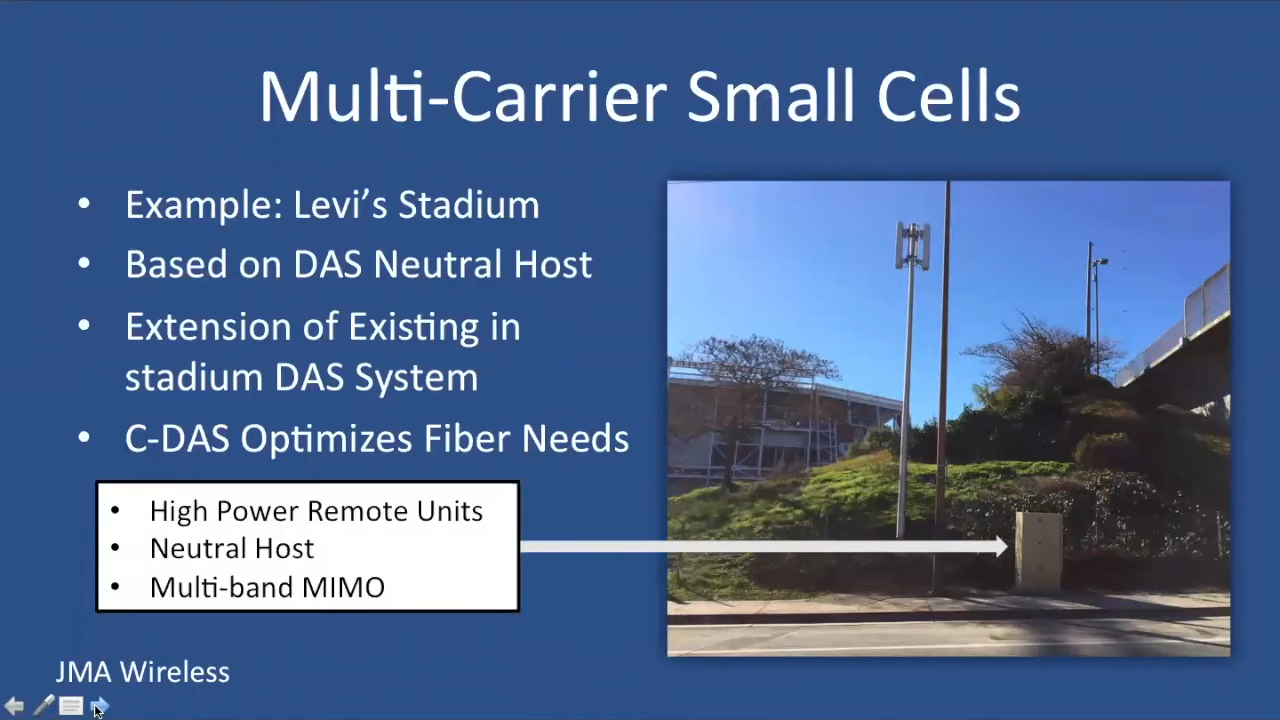 Multi-Carrier Small Cells
• Example: Levi’s Stadium
• Based on DAS Neutral Host
• Extension of Existing in
stadium DAS System
• C-DAS Optimizes Fiber Needs
• High Power Remote Units
• Neutral Host
• Multi-band MIMO
JMA Wireless